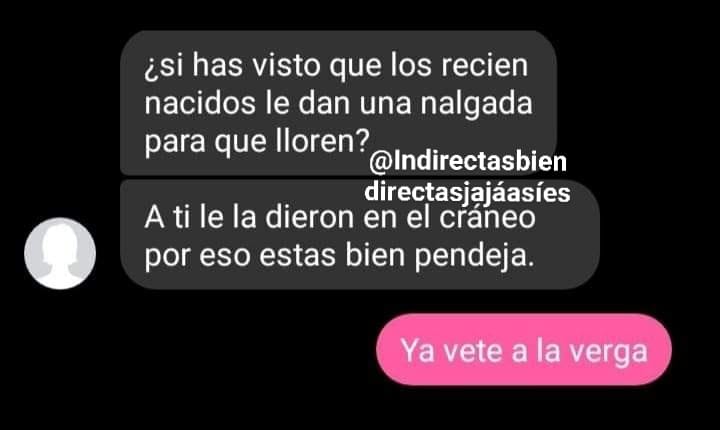 ¿si has visto que los recien
nacidos le dan una nalgada
para que lloren?
@Indirectasbien
directasjajáasíes
A ti le la dieron en el cráneo
por eso estas bien pendeja.
Ya vete a la verga